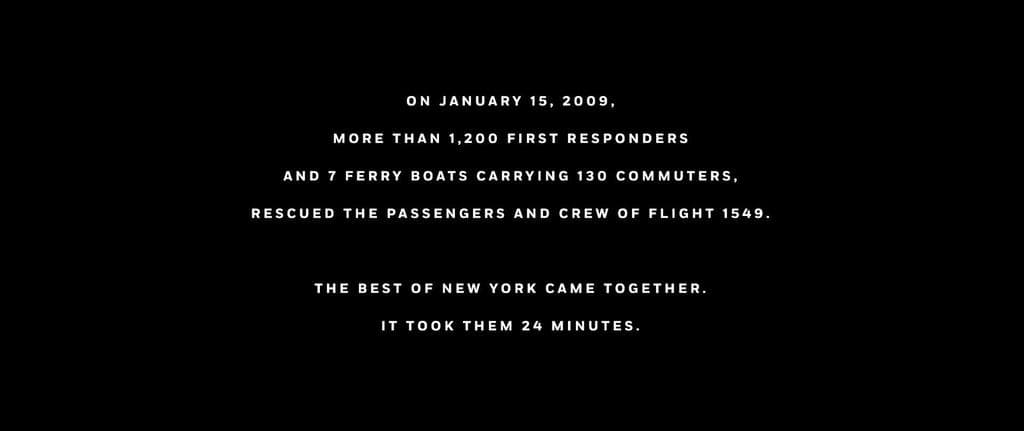 ON JANUARY 15, 2009,
MORE THAN 1,200 FIRST RESPONDERS
AND 7 FERRY BOATS CARRYING 130 COMMUTERS,
RESCUED THE PASSENGERS AND CREW OF FLIGHT 1549.
THE BEST OF NEW YORK CAME TOGETHER.
IT TOOK THEM 24 MINUTES.